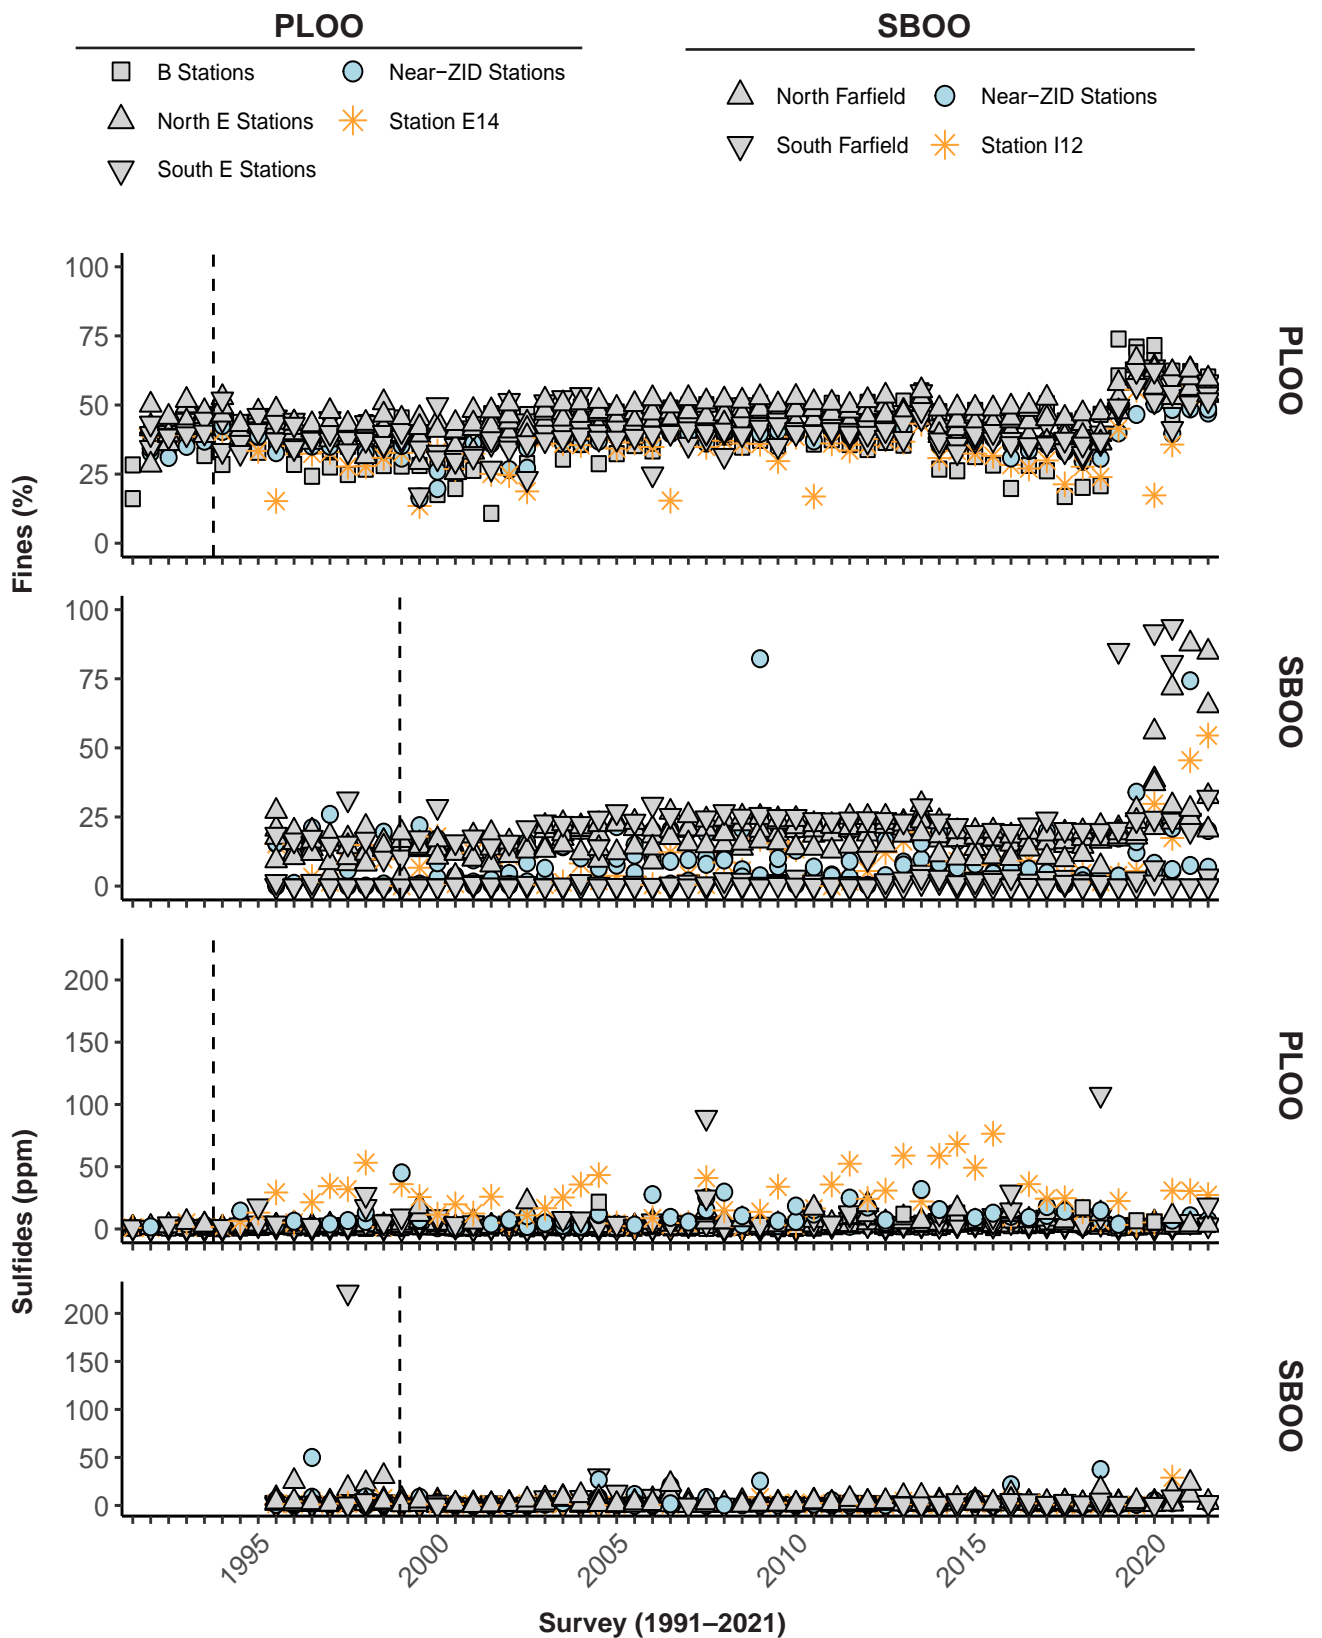 PLOO
SBOO
B Stations
Near−ZID Stations
North E Stations
Station E14
South E Stations
North Farfield
Near−ZID Stations
South Farfield
Station I12
Fines (%)
100
75
50
25
0
PLOO
100
75
50
25
0
SBOO
Sulfides (ppm)
200
150
100
50
0
PLOO
200
150
100
50
0
SBOO
1995
2000
2005
2010
2015
2020
Survey (1991–2021)